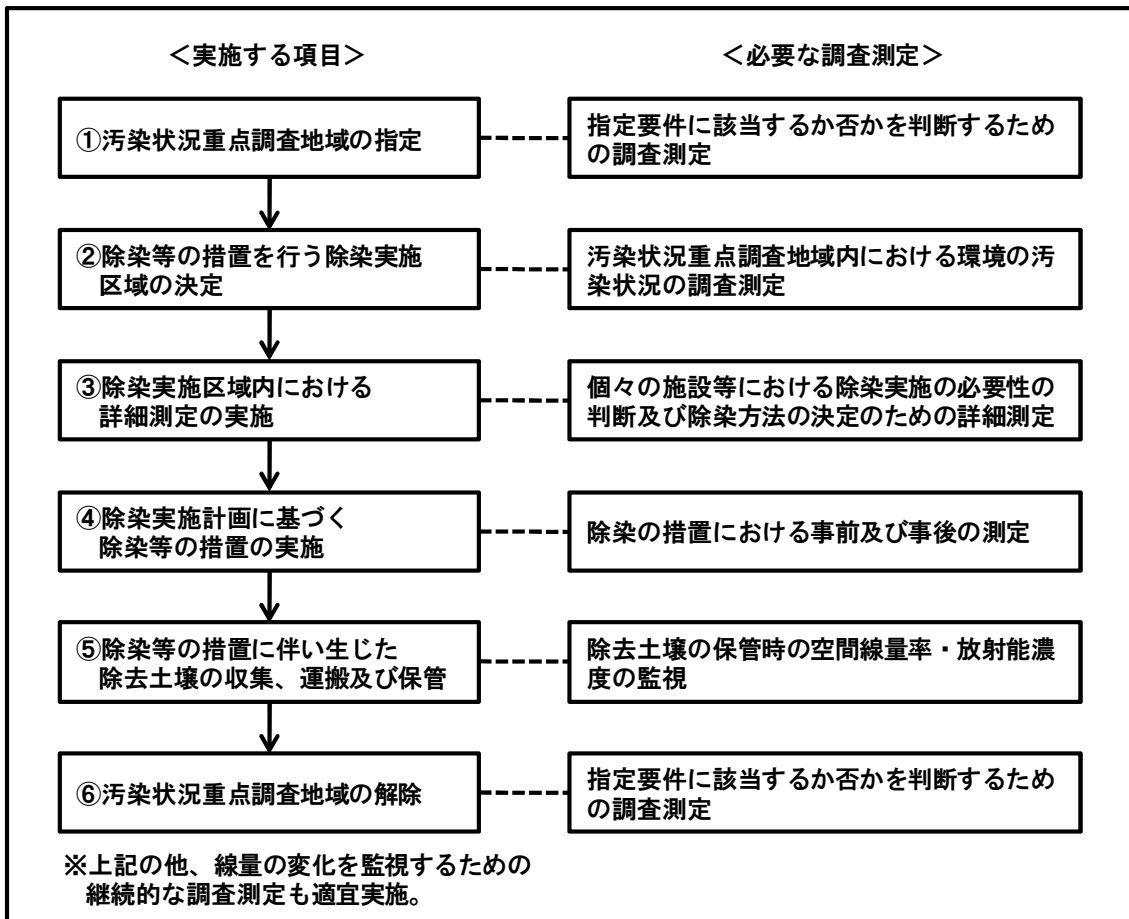 ＜実施する項目＞
＜必要な調査測定＞
①汚染状況重点調査地域の指定
指定要件に該当するか否かを判断するため
の調査測定
②除染等の措置を行う除染実施
区域の決定
汚染状況重点調査地域内における環境の汚
染状況の調査測定
③除染実施区域内における
詳細測定の実施
個々の施設等における除染実施の必要性の
判断及び除染方法の決定のための詳細測定
④除染実施計画に基づく
除染等の措置の実施
除染の措置における事前及び事後の測定
⑤除染等の措置に伴い生じた
除去土壌の収集、運搬及び保管
除去土壌の保管時の空間線量率・放射能濃
度の監視
⑥汚染状況重点調査地域の解除
指定要件に該当するか否かを判断するため
の調査測定
※上記の他、線量の変化を監視するための
継続的な調査測定も適宜実施。